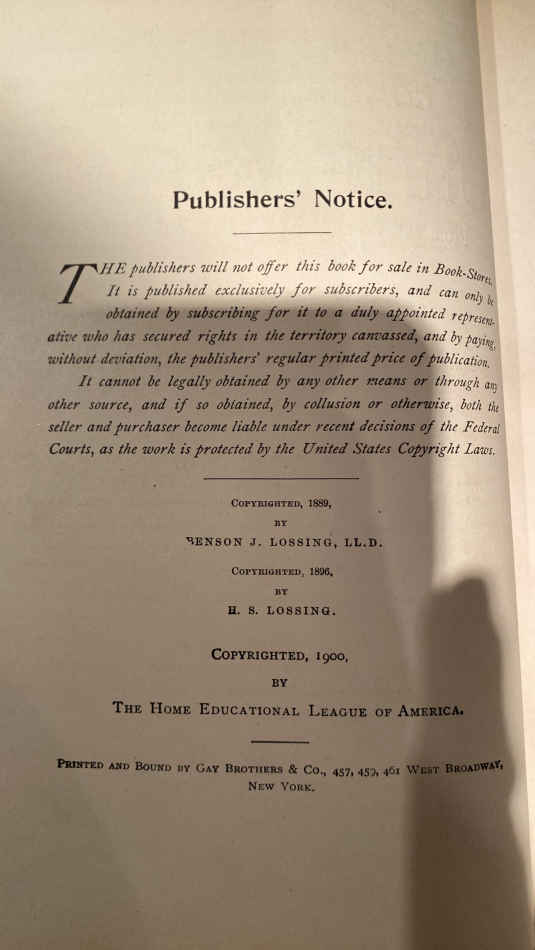 Publishers' Notice.
THE publishers will not offer this book for sale in Book-Stores.
It is published exclusively for subscribers, and can only be
obtained by subscribing for it to a duly appointed represent-
ative who has secured rights in the territory canvassed, and by paying,
without deviation, the publishers' regular printed price of publication.
It cannot be legally obtained by any other means or through any
other source, and if so obtained, by collusion or otherwise, both the
seller and purchaser become liable under recent decisions of the Federal
Courts, as the work is protected by the United States Copyright Laws.
COPYRIGHTED, 1889,
BY
BENSON J. LOSSING, LL.D.
COPYRIGHTED, 1896,
BY
H. S. LOSSING.
COPYRIGHTED, 1900,
BY
THE HOME EDUCATIONAL LEAGUE OF AMERICA.
PRINTED AND BOUND BY GAY BROTHERS & CO., 457, 459, 461 WEST BROADWAY,
NEW YORK.